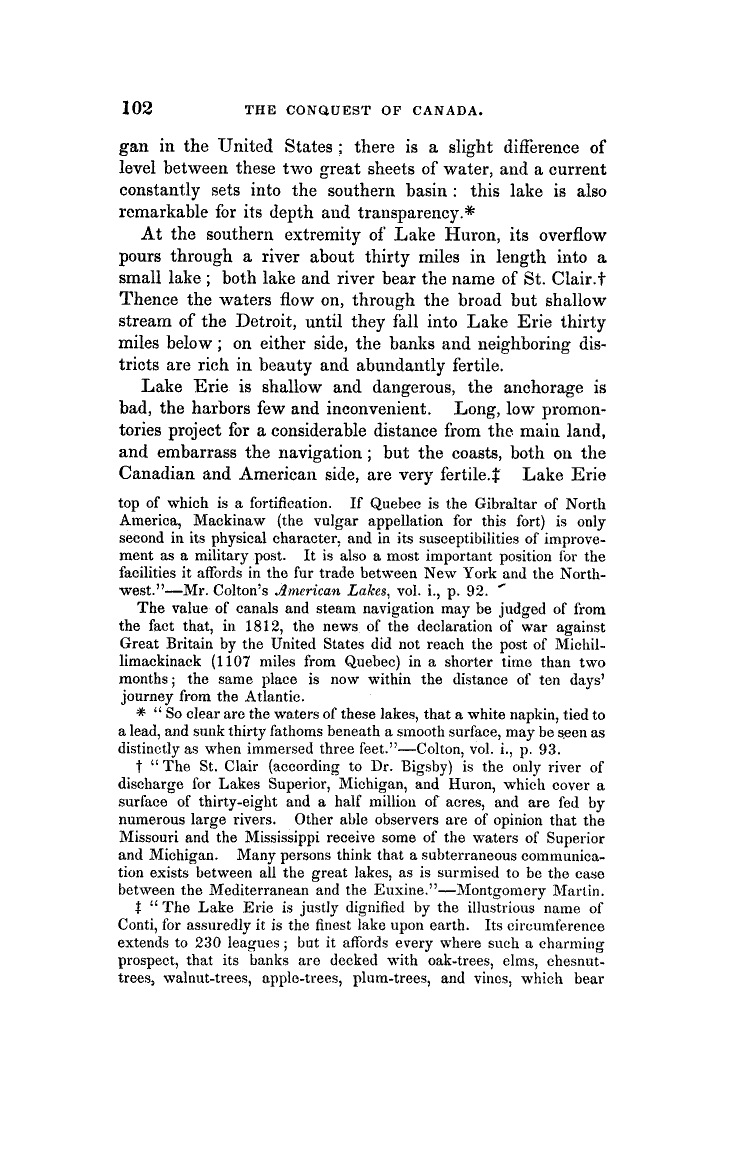 102 THE CONQUEST OF CANADA.
gan in the United States ; there is a slight difference of
level between these two great sheets of water, and a current
constantly sets into the southern basin : this lake is also
remarkable for its depth and transparency.*
At the southern extremity of Lake Huron, its overflow
pours through a river about thirty miles in length into a
small lake ; both lake and river bear the name of St. Clair.†
Thence the waters flow on, through the broad but shallow
stream of the Detroit, until they fall into Lake Erie thirty
miles below ; on either side, the banks and neighboring dis-
tricts are rich in beauty and abundantly fertile.
Lake Erie is shallow and dangerous, the anchorage is
bad, the harbors few and inconvenient. Long, low promon-
tories project for a considerable distance from the main land,
and embarrass the navigation ; but the coasts, both on the
Canadian and American side, are very fertile.‡ Lake Erie
top of which is a fortification. If Quebec is the Gibraltar of North
America, Mackinaw (the vulgar appellation for this fort) is only
second in its physical character, and in its susceptibilities of improve-
ment as a military post. It is also a most important position for the
facilities it affords in the fur trade between New York and the North-
west."—Mr. Colton's American Lakes, vol. i., p. 92.
The value of canals and steam navigation may be judged of from
the fact that, in 1812, the news of the declaration of war against
Great Britain by the United States did not reach the post of Michil-
limackinack (1107 miles from Quebec) in a shorter time than two
months ; the same place is now within the distance of ten days'
journey from the Atlantic.
* "So clear are the waters of these lakes, that a white napkin, tied to
a lead, and sunk thirty fathoms beneath a smooth surface, may be seen as
distinctly as when immersed three feet."—Colton, vol. i., p. 93.
† "The St. Clair (according to Dr. Bigsby) is the only river of
discharge for Lakes Superior, Michigan, and Huron, which cover a
surface of thirty-eight and a half million of acres, and are fed by
numerous large rivers. Other able observers are of opinion that the
Missouri and the Mississippi receive some of the waters of Superior
and Michigan. Many persons think that a subterraneous communica-
tion exists between all the great lakes, as is surmised to be the case
between the Mediterranean and the Euxine."—Montgomery Martin.
‡ "The Lake Erie is justly dignified by the illustrious name of
Conti, for assuredly it is the finest lake upon earth. Its circumference
extends to 230 leagues ; but it affords every where such a charming
prospect, that its banks are decked with oak-trees, elms, chesnut-
trees, walnut-trees, apple-trees, plum-trees, and vines, which bear